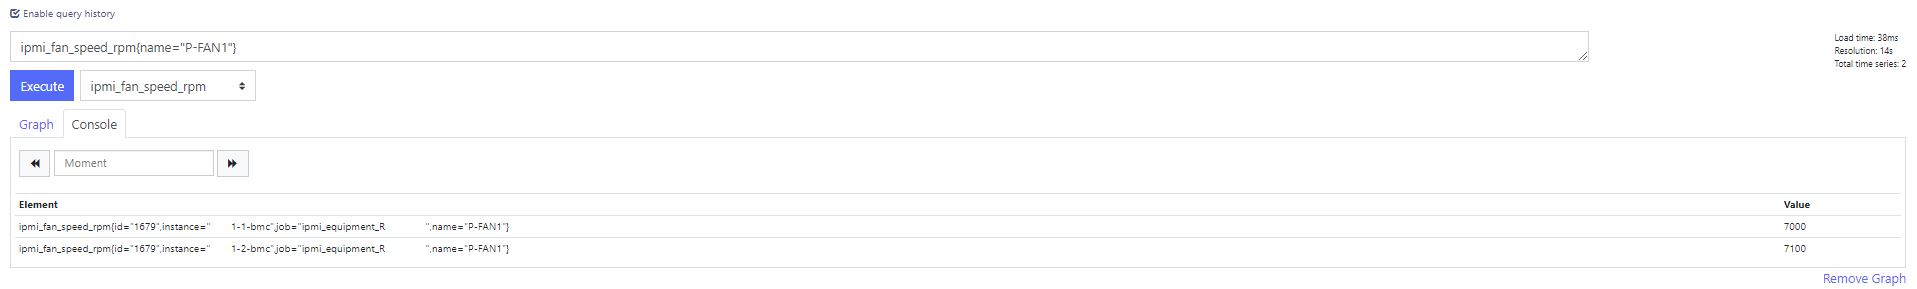 Enable query history
ipmi_fan_speed_rpm{name="P-FAN1"}
Load time: 38ms
Resolution: 14s
Total time series: 2
Execute ipmi_fan_speed_rpm
Graph Console
Moment
Element Value
ipmi_fan_speed_rpm{id="1679",instance=" 1-1-bmc",job="ipmi_equipment_R ",name="P-FAN1"} 7000
ipmi_fan_speed_rpm{id="1679",instance=" 1-2-bmc",job="ipmi_equipment_R ",name="P-FAN1"} 7100
Remove Graph